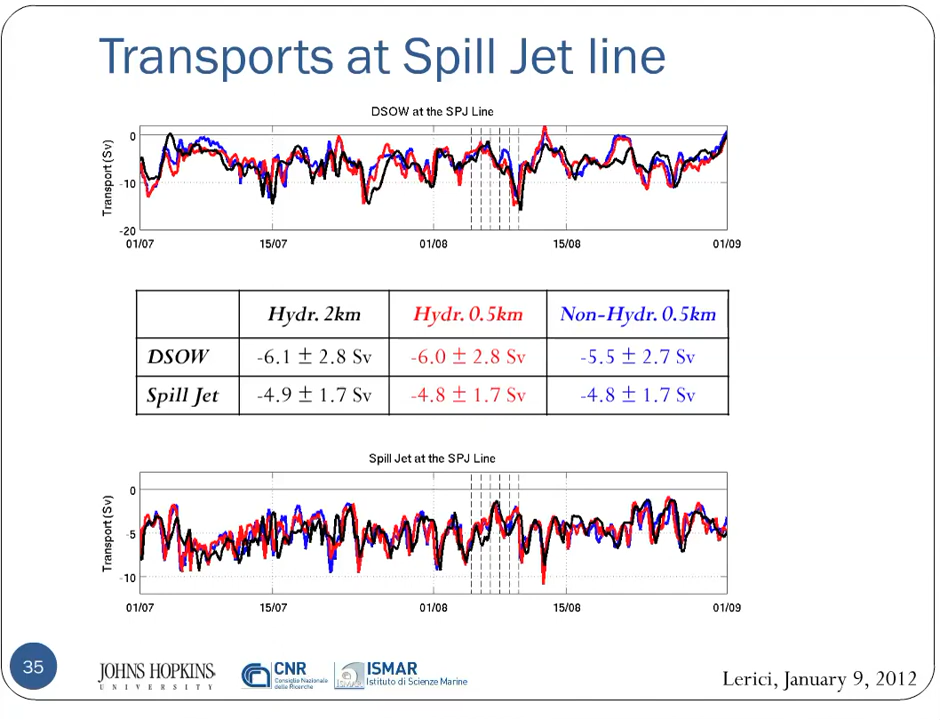 Transports at Spill Jet line
DSOW at the SPJ Line
Transport (Sv)
0
-10
-20
01/07 15/07 01/08 15/08 01/09
Hydr. 2km Hydr. 0.5km Non-Hydr. 0.5km
DSOW -6.1 ± 2.8 Sv -6.0 ± 2.8 Sv -5.5 ± 2.7 Sv
Spill Jet -4.9 ± 1.7 Sv -4.8 ± 1.7 Sv -4.8 ± 1.7 Sv
Spill Jet at the SPJ Line
Transport (Sv)
0
-5
-10
01/07 15/07 01/08 15/08 01/09
35
JOHNS HOPKINS
UNIVERSITY
CNR
Consiglio Nazionale
delle Ricerche
ISMAR
ISMAR
Istituto di Scienze Marine
Lerici, January 9, 2012